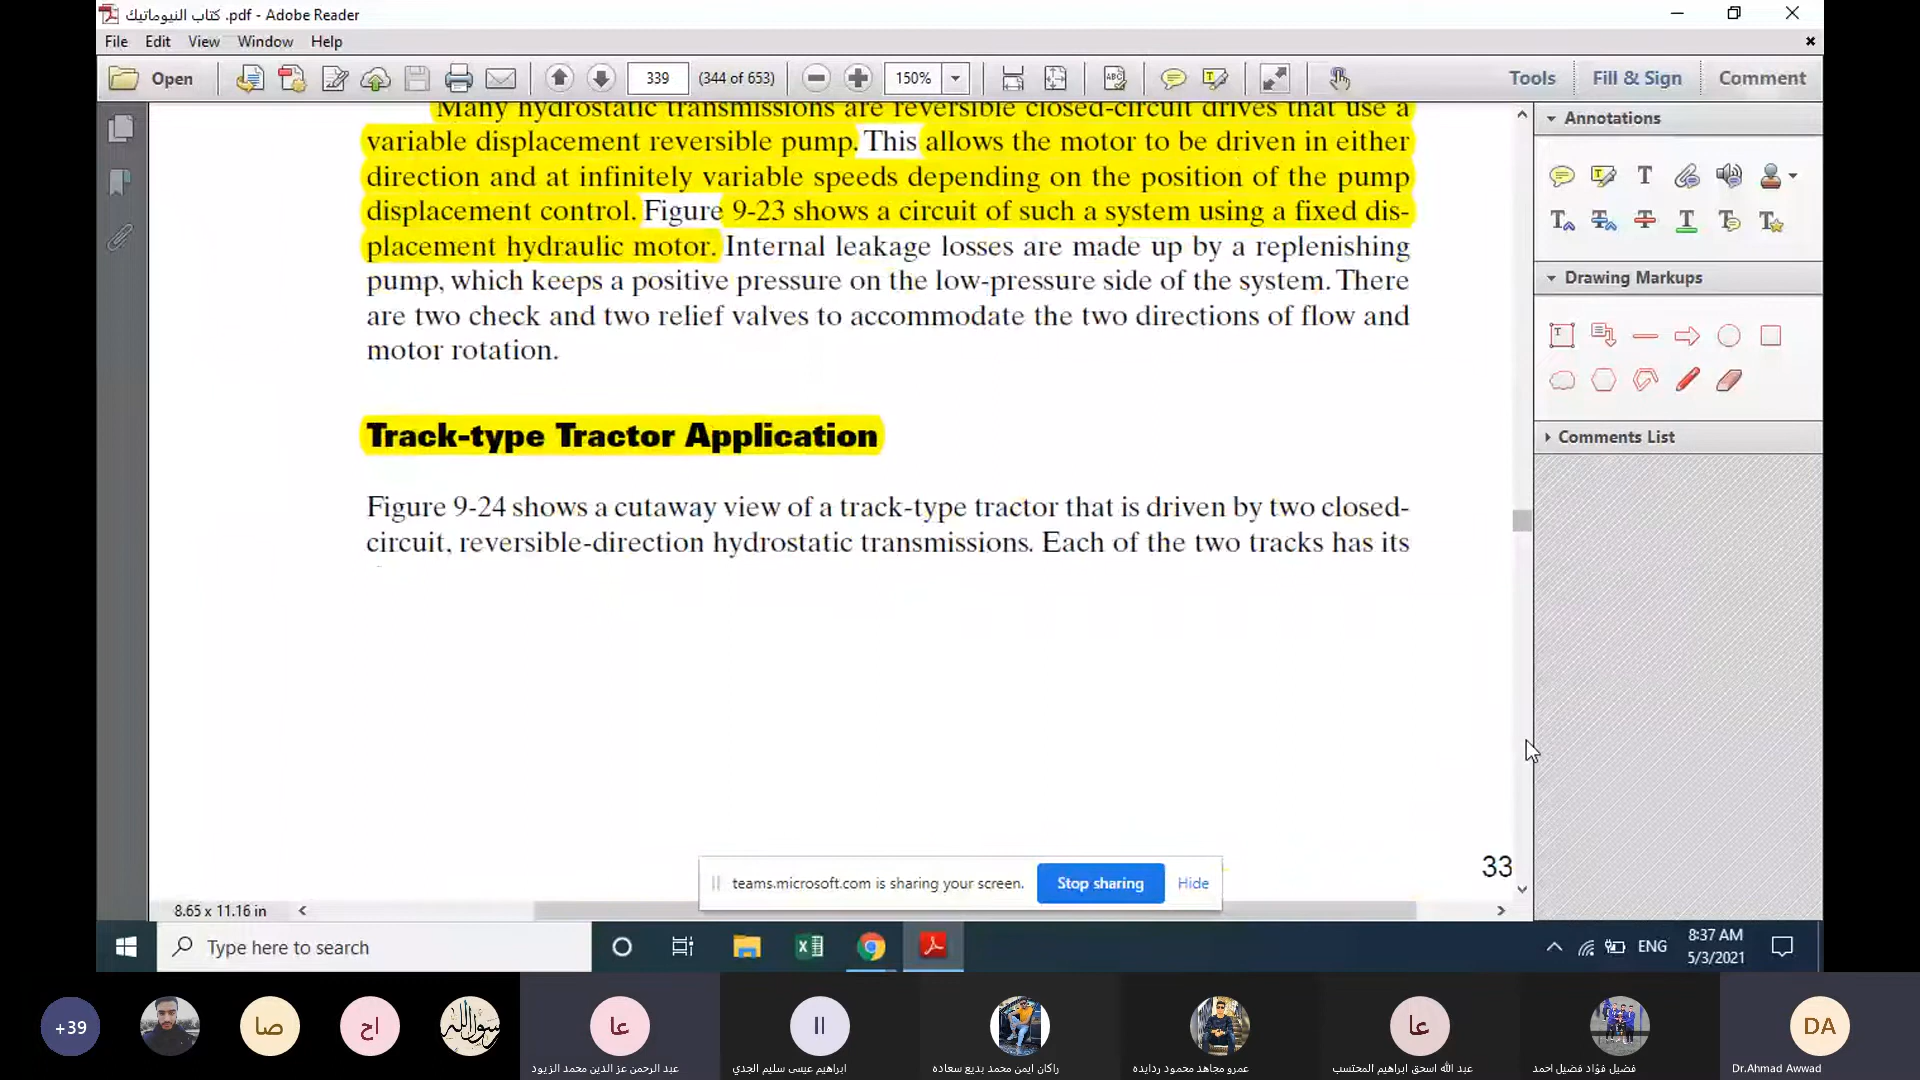 كتاب النيوماتيك .pdf - Adobe Reader
File Edit View Window Help
Open 339 (344 of 653) 150% Tools Fill & Sign Comment
Many hydrostatic transmissions are reversible closed-circuit drives that use a
variable displacement reversible pump. This allows the motor to be driven in either
direction and at infinitely variable speeds depending on the position of the pump
displacement control. Figure 9-23 shows a circuit of such a system using a fixed dis-
placement hydraulic motor. Internal leakage losses are made up by a replenishing
pump, which keeps a positive pressure on the low-pressure side of the system. There
are two check and two relief valves to accommodate the two directions of flow and
motor rotation.
Track-type Tractor Application
Figure 9-24 shows a cutaway view of a track-type tractor that is driven by two closed-
circuit, reversible-direction hydrostatic transmissions. Each of the two tracks has its
33
Annotations
Drawing Markups
Comments List
teams.microsoft.com is sharing your screen. Stop sharing Hide
8.65 x 11.16 in
Type here to search
ENG
8:37 AM
5/3/2021
+39
صا
اح
عا
اا
عا
DA
عبد الرحمن عز الدين محمد الزيود
ابراهيم عيسى سليم الجدي
راكان ايمن محمد بديع سعاده
عمرو مجاهد محمود ردايده
عبد الله اسحق ابراهيم المحتسب
فضيل فؤاد فضيل احمد
Dr.Ahmad Awwad